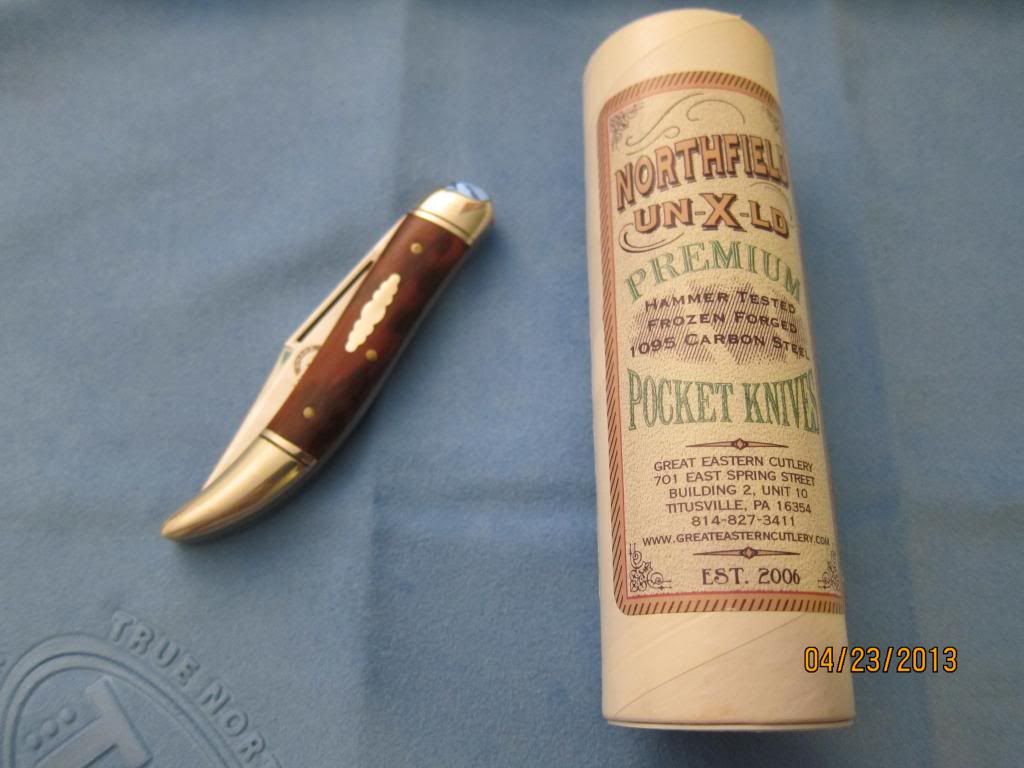 NORTHFIELD
UN-X-LD
PREMIUM
HAMMER TESTED
FROZEN FORGED
1095 CARBON STEEL
POCKET KNIVES
GREAT EASTERN CUTLERY
701 EAST SPRING STREET
BUILDING 2, UNIT 10
TITUSVILLE, PA 16354
814-827-3411
WWW.GREATEASTERNCUTLERY.COM
EST. 2006
04/23/2013
TRUE NOR